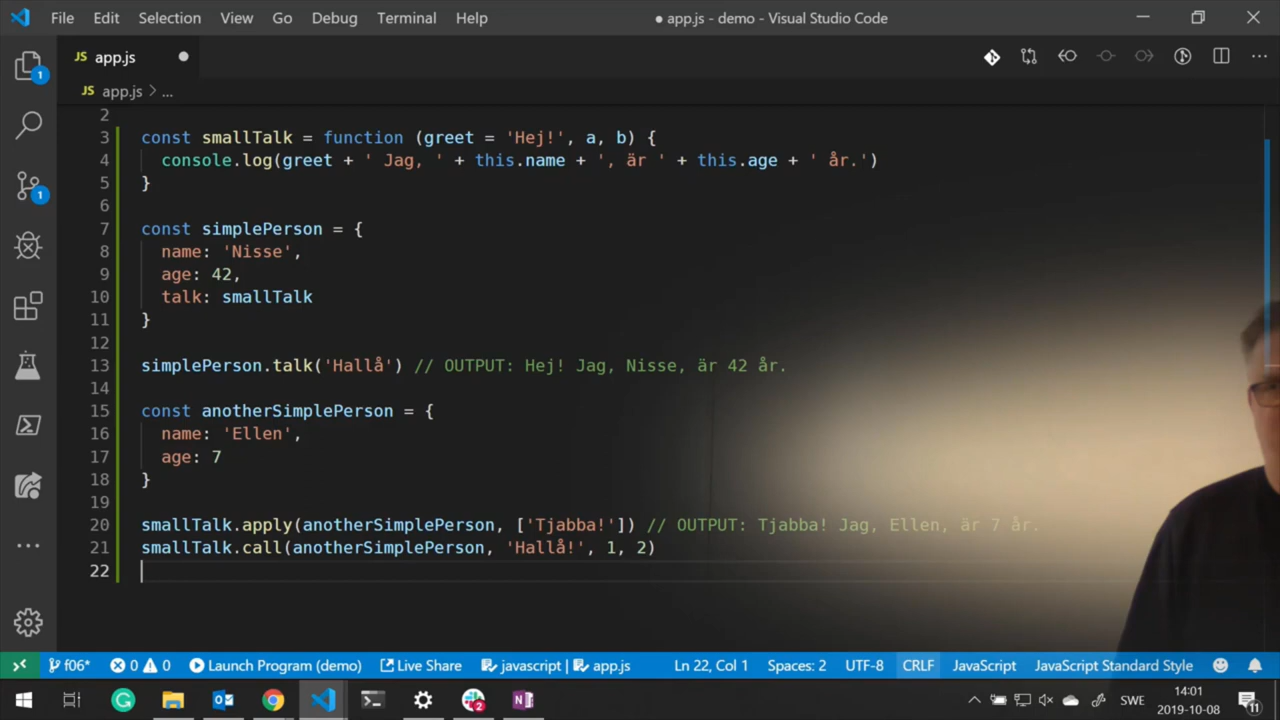 File Edit Selection View Go Debug Terminal Help ● app.js - demo - Visual Studio Code
JS app.js ●
JS app.js > ...
1
1
2
3 const smallTalk = function (greet = 'Hej!', a, b) {
4 console.log(greet + ' Jag, ' + this.name + ', är ' + this.age + ' år.')
5 }
6
7 const simplePerson = {
8 name: 'Nisse',
9 age: 42,
10 talk: smallTalk
11 }
12
13 simplePerson.talk('Hallå') // OUTPUT: Hej! Jag, Nisse, är 42 år.
14
15 const anotherSimplePerson = {
16 name: 'Ellen',
17 age: 7
18 }
19
20 smallTalk.apply(anotherSimplePerson, ['Tjabba!']) // OUTPUT: Tjabba! Jag, Ellen, är 7 år.
21 smallTalk.call(anotherSimplePerson, 'Hallå!', 1, 2)
22
f06* 0 0 Launch Program (demo) Live Share javascript | app.js Ln 22, Col 1 Spaces: 2 UTF-8 CRLF JavaScript JavaScript Standard Style
2 SWE 14:01 11
2019-10-08